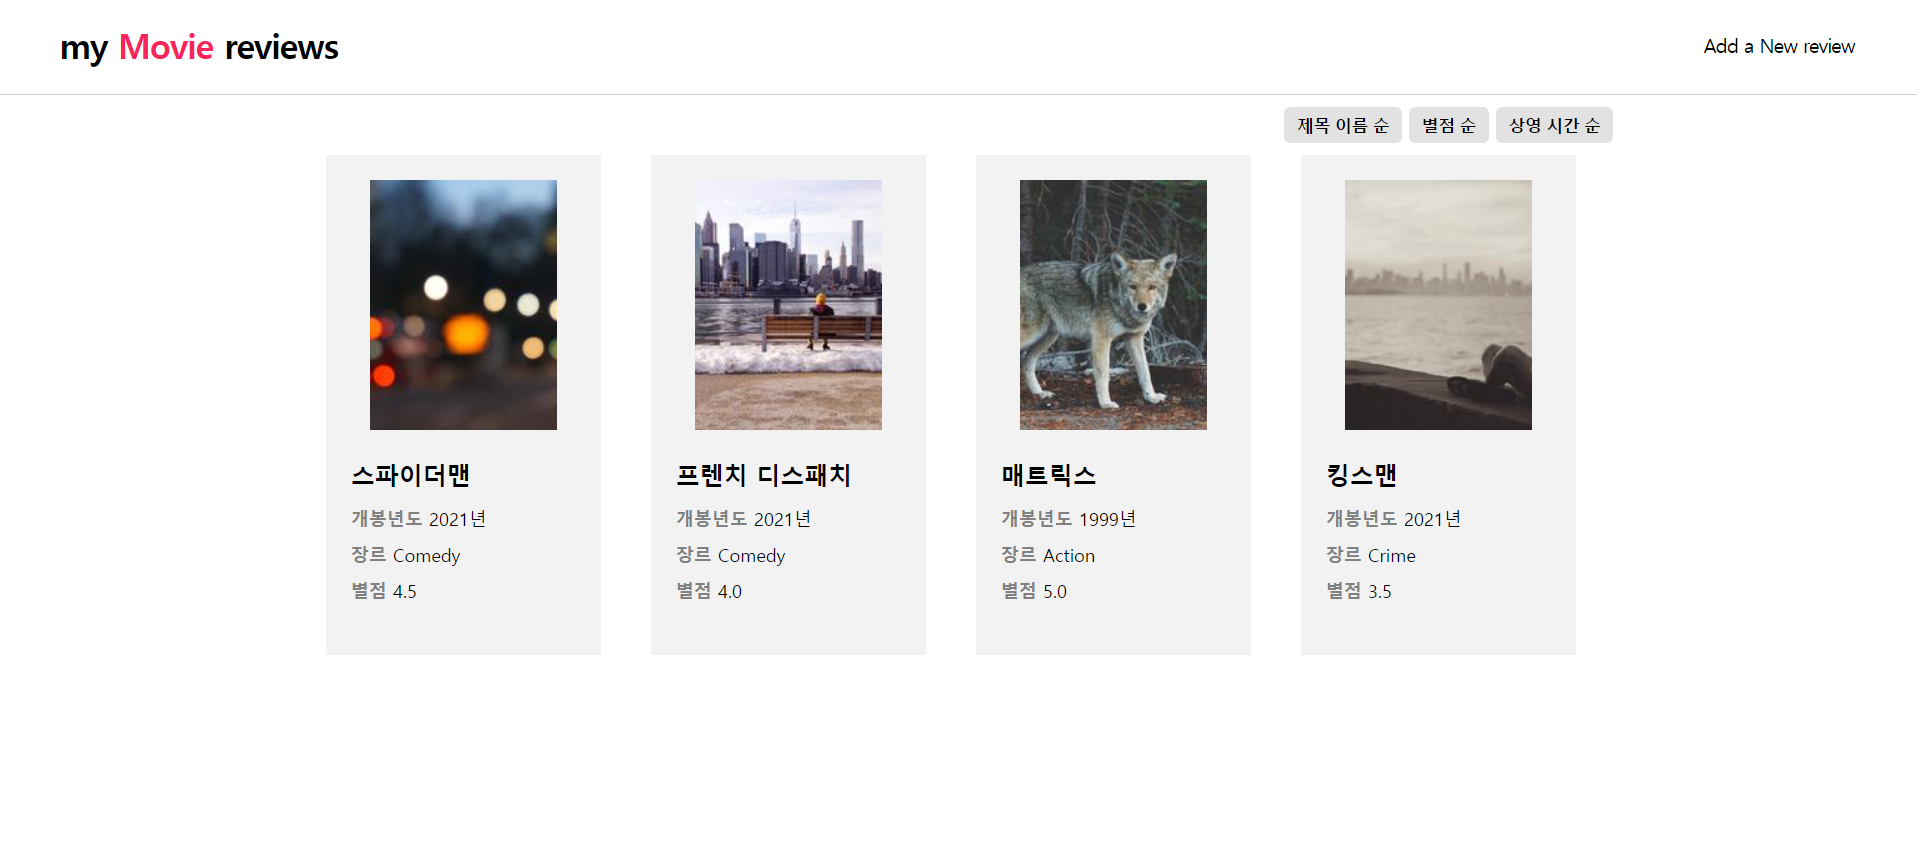 my Movie reviews
Add a New review
제목 이름 순
별점 순
상영 시간 순
스파이더맨
개봉년도 2021년
장르 Comedy
별점 4.5
프렌치 디스패치
개봉년도 2021년
장르 Comedy
별점 4.0
매트릭스
개봉년도 1999년
장르 Action
별점 5.0
킹스맨
개봉년도 2021년
장르 Crime
별점 3.5